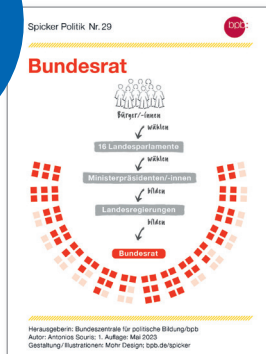 Spicker Politik Nr. 29
bpb:
Bundesrat
Bürger/-innen
wählen
16 Landesparlamente
wählen
Ministerpräsidenten/-innen
bilden
Landesregierungen
bilden
Bundesrat
Herausgeberin: Bundeszentrale für politische Bildung/bpb
Autor: Antonios Souris; 1. Auflage: Mai 2023
Gestaltung/Illustrationen: Mohr Design; bpb.de/spicker